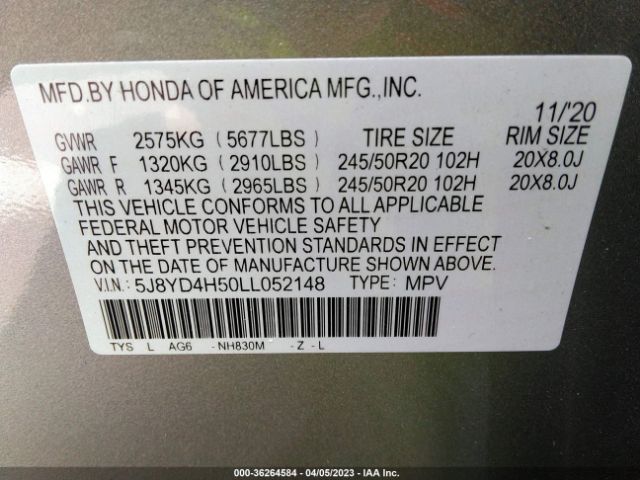 MFD.BY HONDA OF AMERICA MFG.,INC.
11/'20
GVWR 2575KG ( 5677LBS ) TIRE SIZE RIM SIZE
GAWR F 1320KG ( 2910LBS ) 245/50R20 102H 20X8.0J
GAWR R 1345KG ( 2965LBS ) 245/50R20 102H 20X8.0J
THIS VEHICLE CONFORMS TO ALL APPLICABLE
FEDERAL MOTOR VEHICLE SAFETY
AND THEFT PREVENTION STANDARDS IN EFFECT
ON THE DATE OF MANUFACTURE SHOWN ABOVE.
V.I.N.: 5J8YD4H50LL052148 TYPE: MPV
TYS L AG6 -NH830M -Z -L
000-36264584 - 04/05/2023 - IAA Inc.